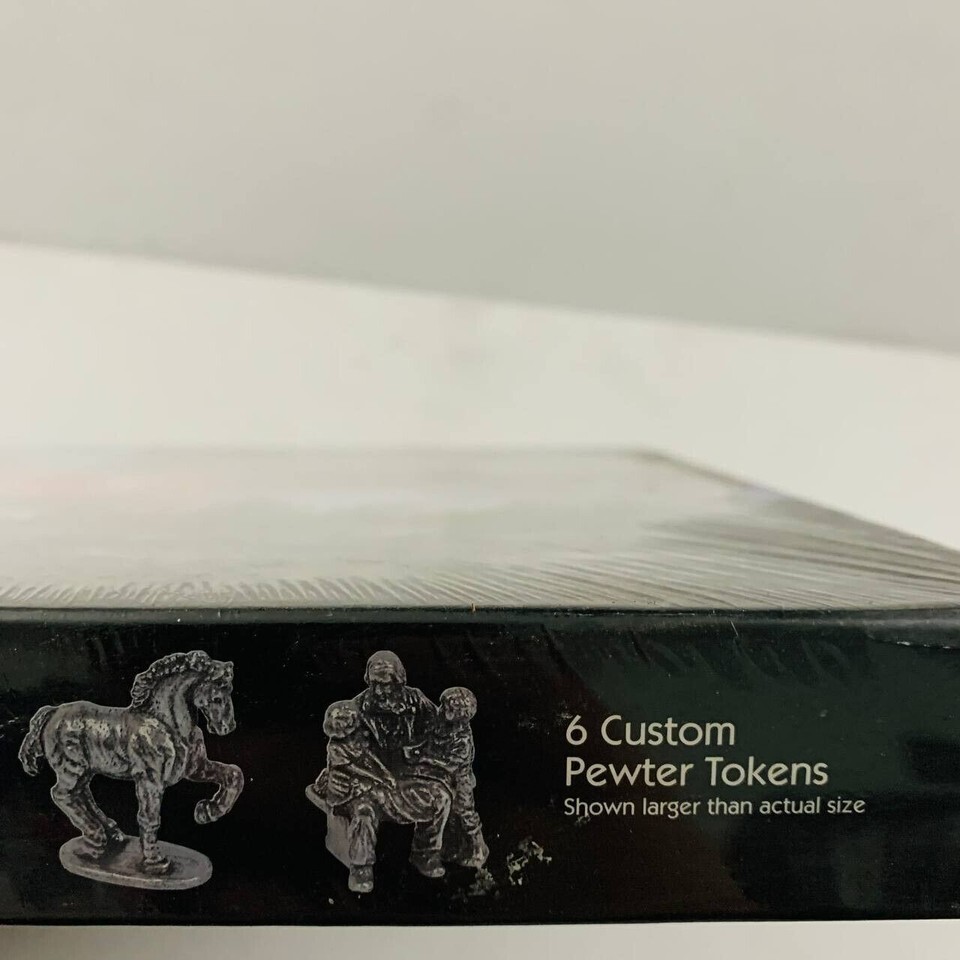 6 Custom
Pewter Tokens
Shown larger than actual size